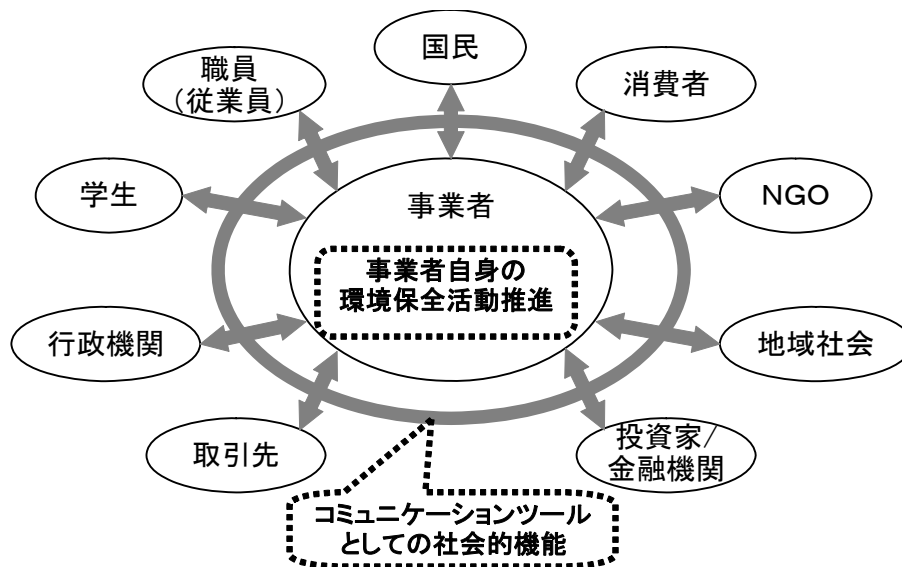 国民
職員
（従業員）
消費者
学生
事業者
NGO
事業者自身の
環境保全活動推進
行政機関
地域社会
取引先
投資家/
金融機関
コミュニケーションツール
としての社会的機能